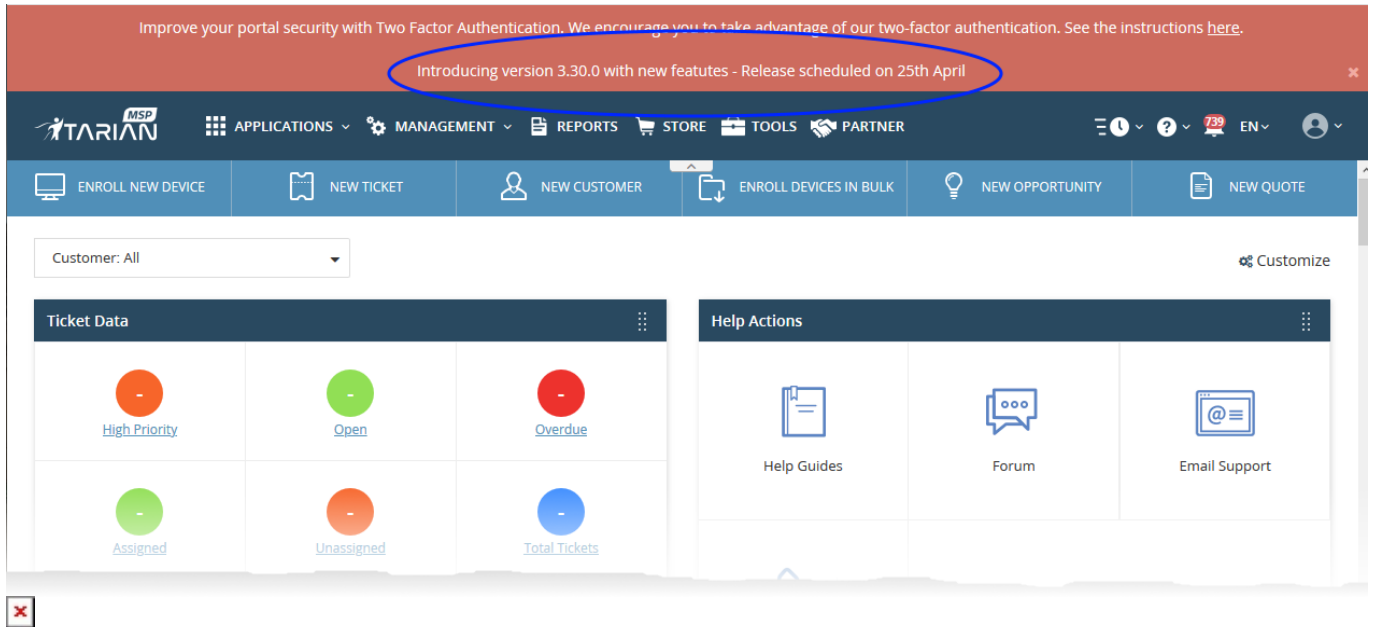 Improve your portal security with Two Factor Authentication. We encourage you to take advantage of our two-factor authentication. See the instructions here.
Introducing version 3.30.0 with new featutes - Release scheduled on 25th April
ITARIAN MSP APPLICATIONS MANAGEMENT REPORTS STORE TOOLS PARTNER 739 EN
ENROLL NEW DEVICE NEW TICKET NEW CUSTOMER ENROLL DEVICES IN BULK NEW OPPORTUNITY NEW QUOTE
Customer: All Customize
Ticket Data Help Actions
- - -
High Priority Open Overdue
Help Guides Forum Email Support
- - -
Assigned Unassigned Total Tickets